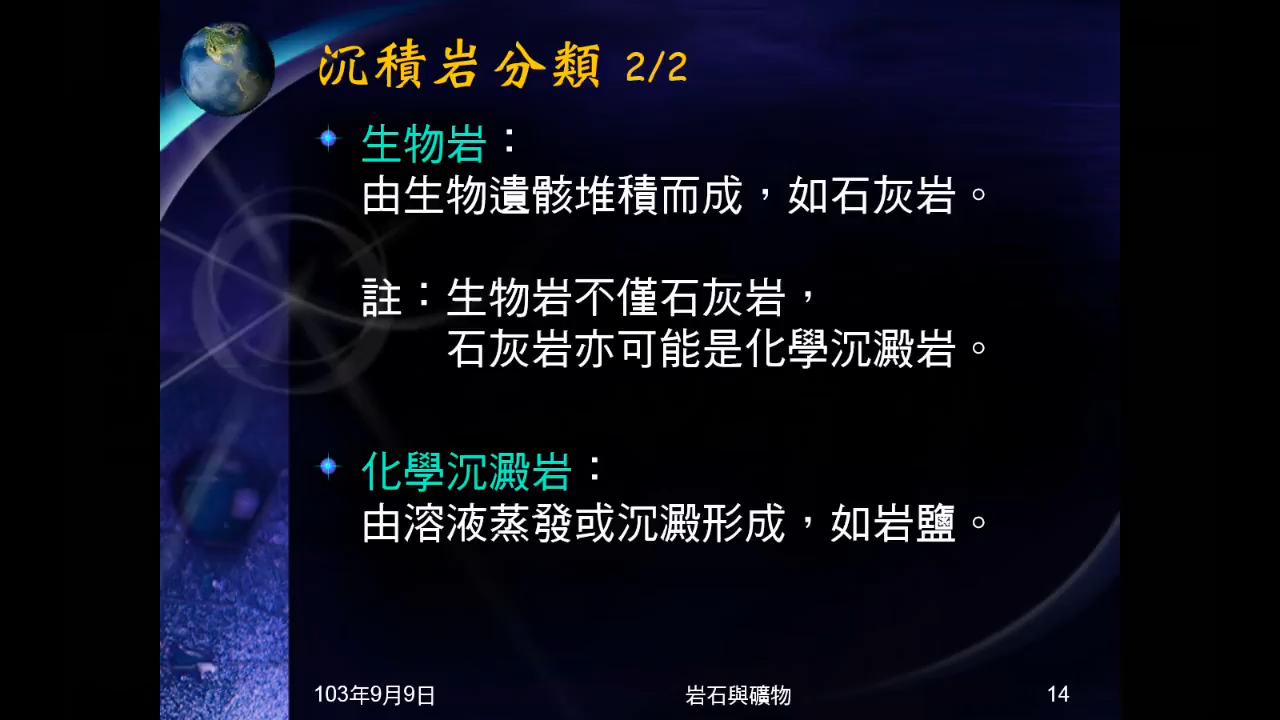 沉積岩分類 2/2
生物岩：
由生物遺骸堆積而成，如石灰岩。
註：生物岩不僅石灰岩，
石灰岩亦可能是化學沉澱岩。
化學沉澱岩：
由溶液蒸發或沉澱形成，如岩鹽。
103年9月9日
岩石與礦物
14